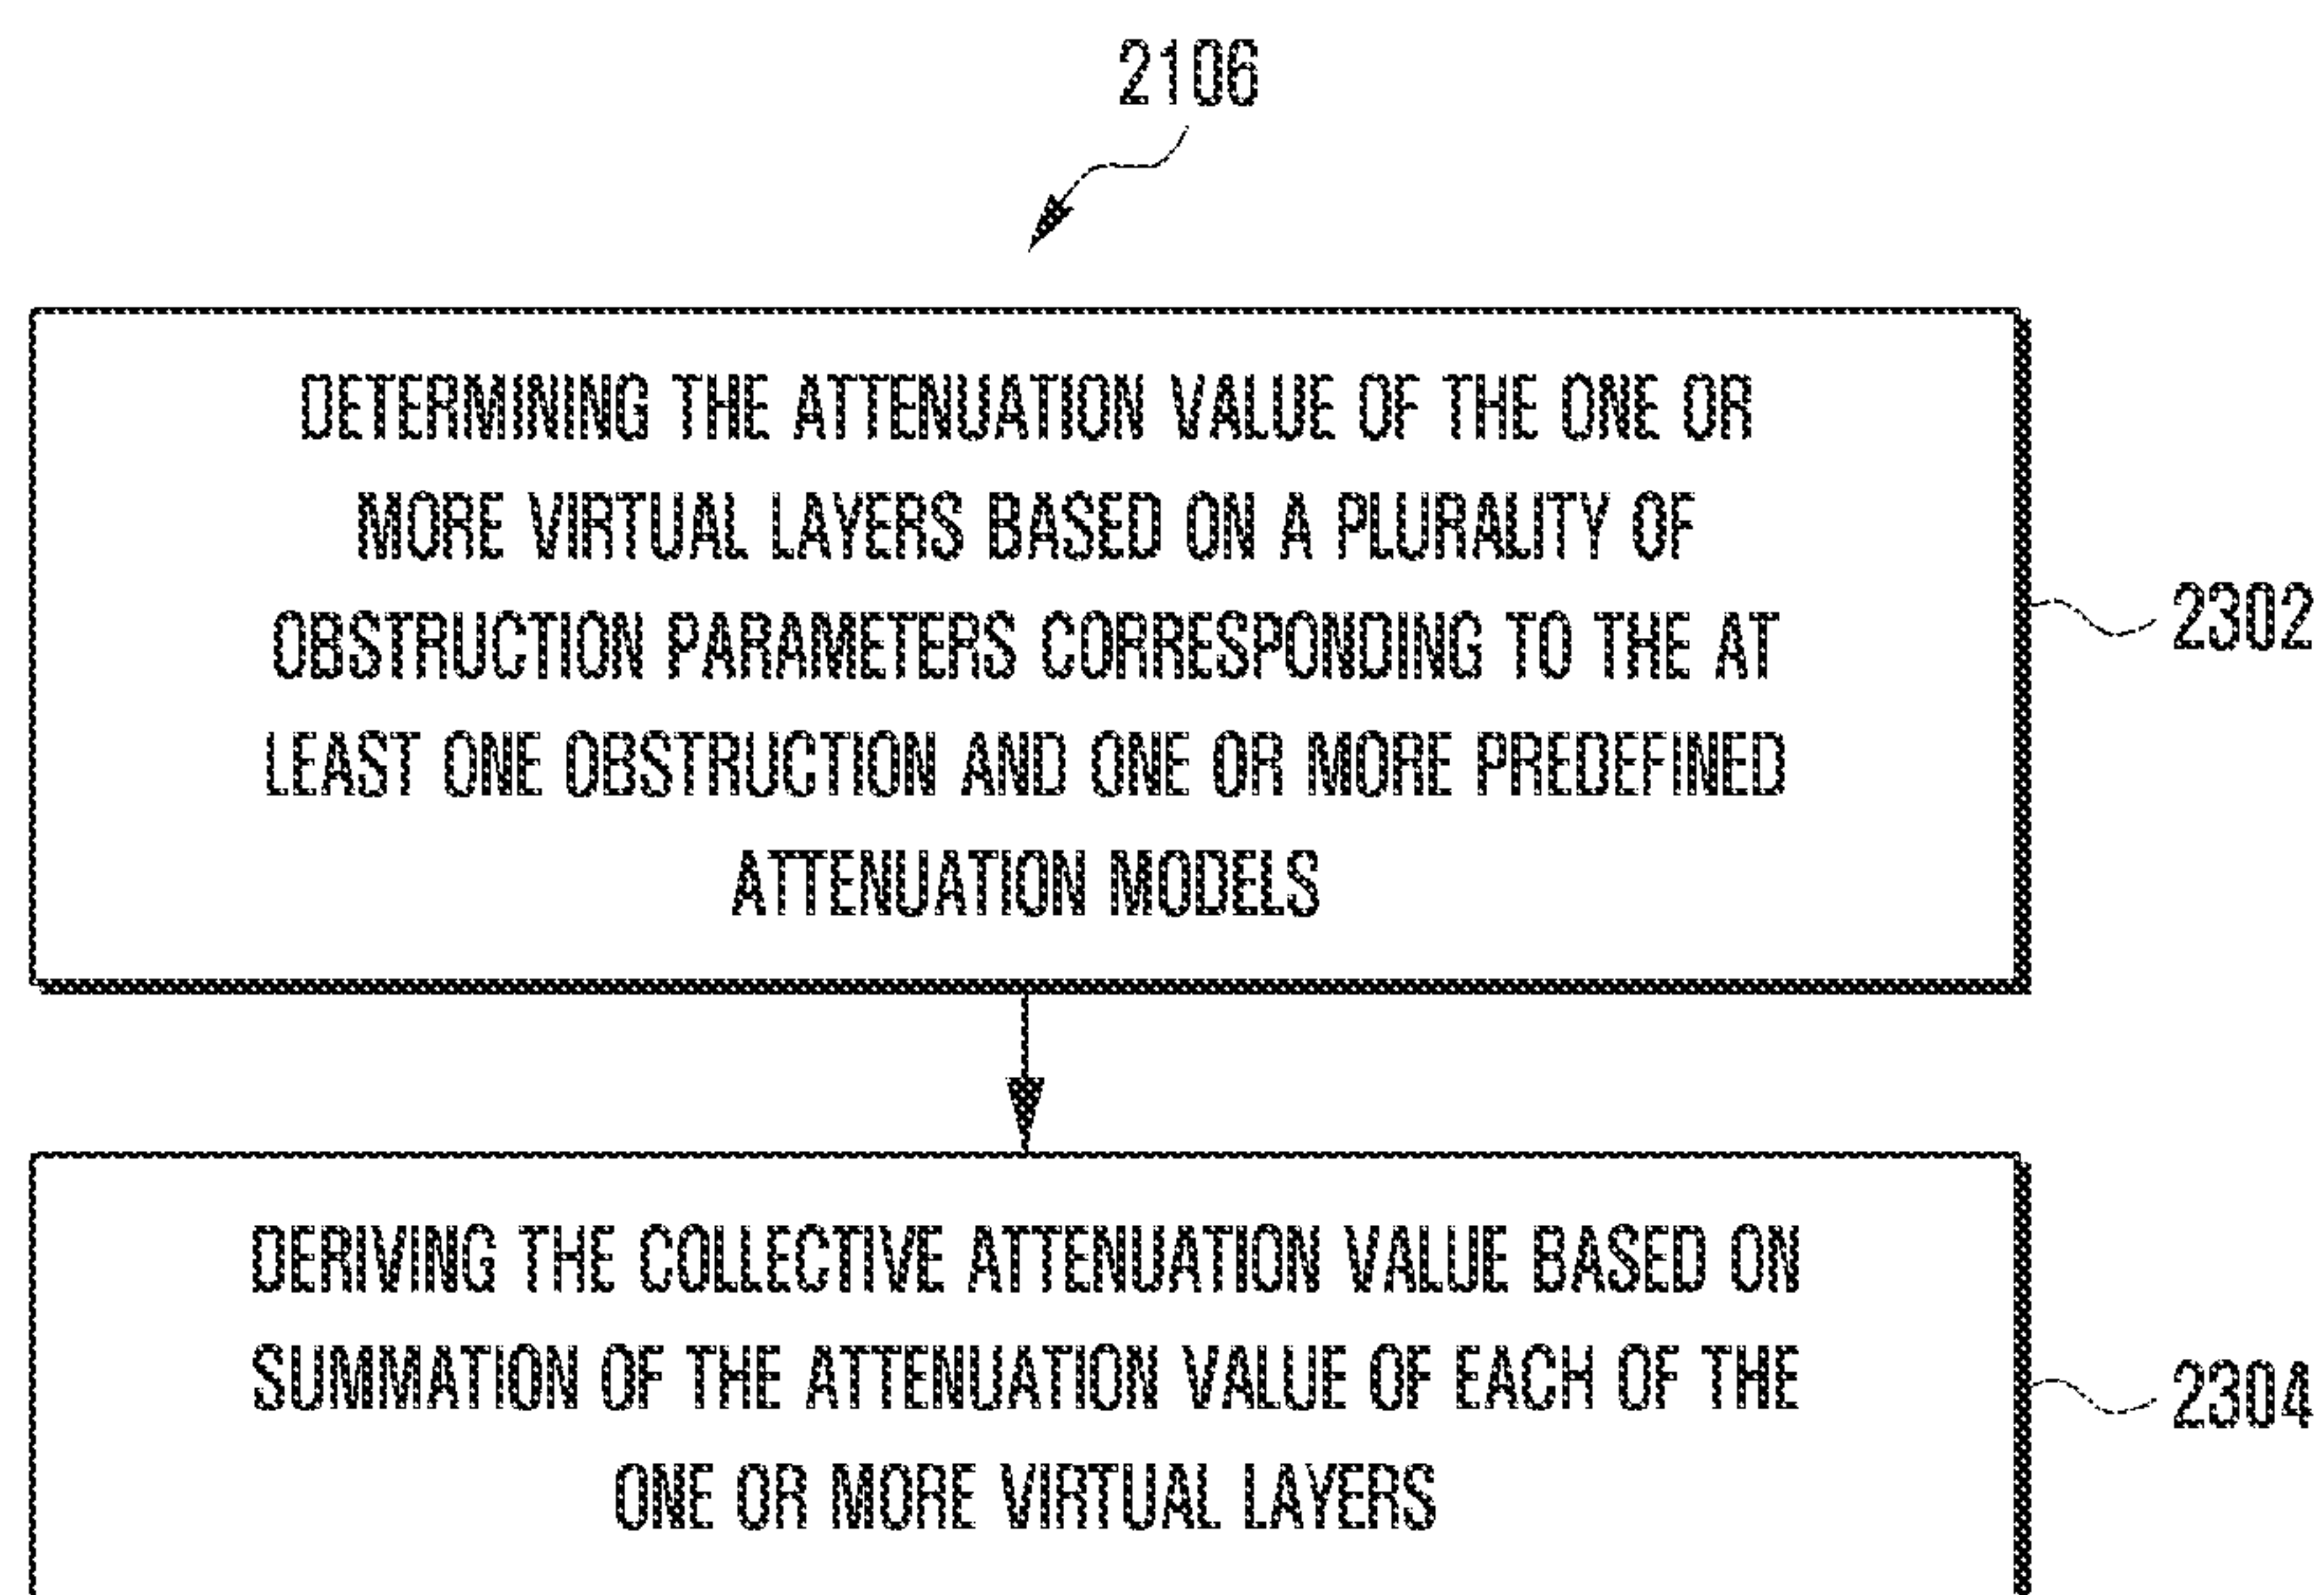 2106
DETERMINING THE ATTENUATION VALUE OF THE ONE OR
MORE VIRTUAL LAYERS BASED ON A PLURALITY OF
OBSTRUCTION PARAMETERS CORRESPONDING TO THE AT
LEAST ONE OBSTRUCTION AND ONE OR MORE PREDEFINED
ATTENUATION MODELS
2302
DERIVING THE COLLECTIVE ATTENUATION VALUE BASED ON
SUMMATION OF THE ATTENUATION VALUE OF EACH OF THE
ONE OR MORE VIRTUAL LAYERS
2304